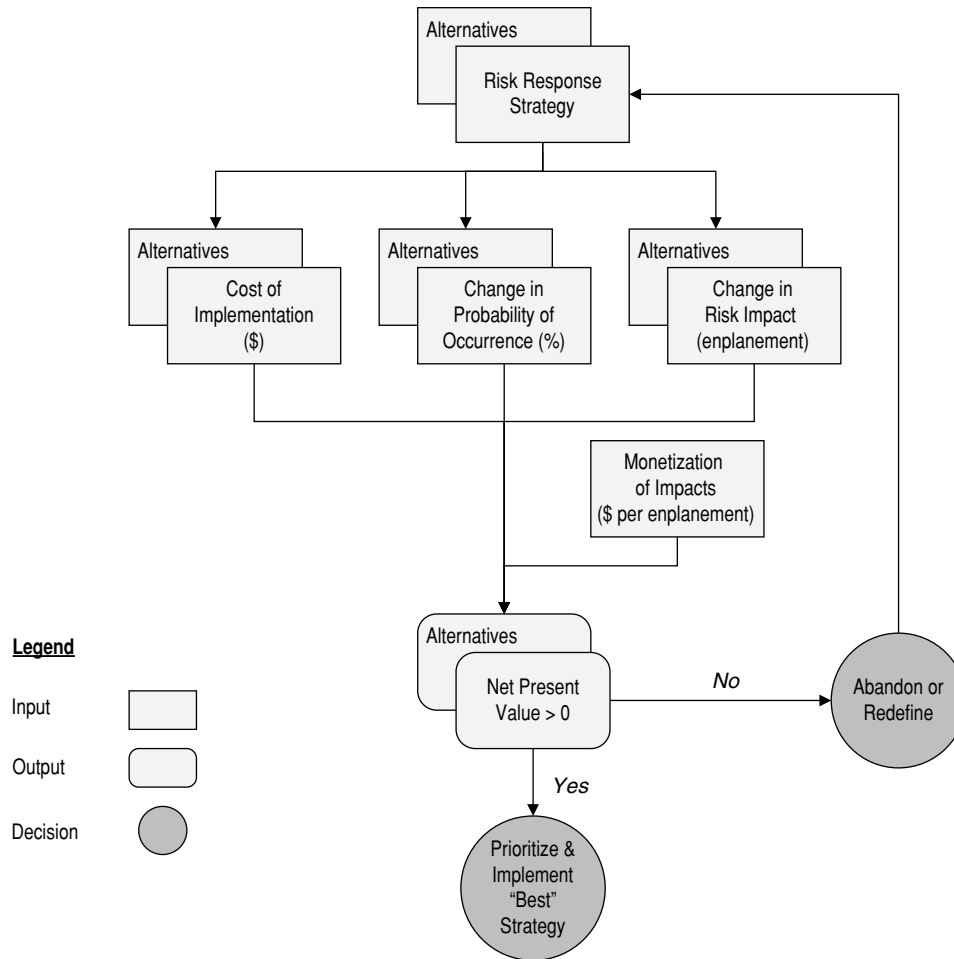 Alternatives
Risk Response
Strategy
Alternatives
Cost of
Implementation
($)
Alternatives
Change in
Probability of
Occurrence (%)
Alternatives
Change in
Risk Impact
(enplanement)
Monetization
of Impacts
($ per enplanement)
Alternatives
Net Present
Value > 0
No
Abandon or
Redefine
Yes
Prioritize &
Implement
“Best”
Strategy
Legend
Input
Output
Decision